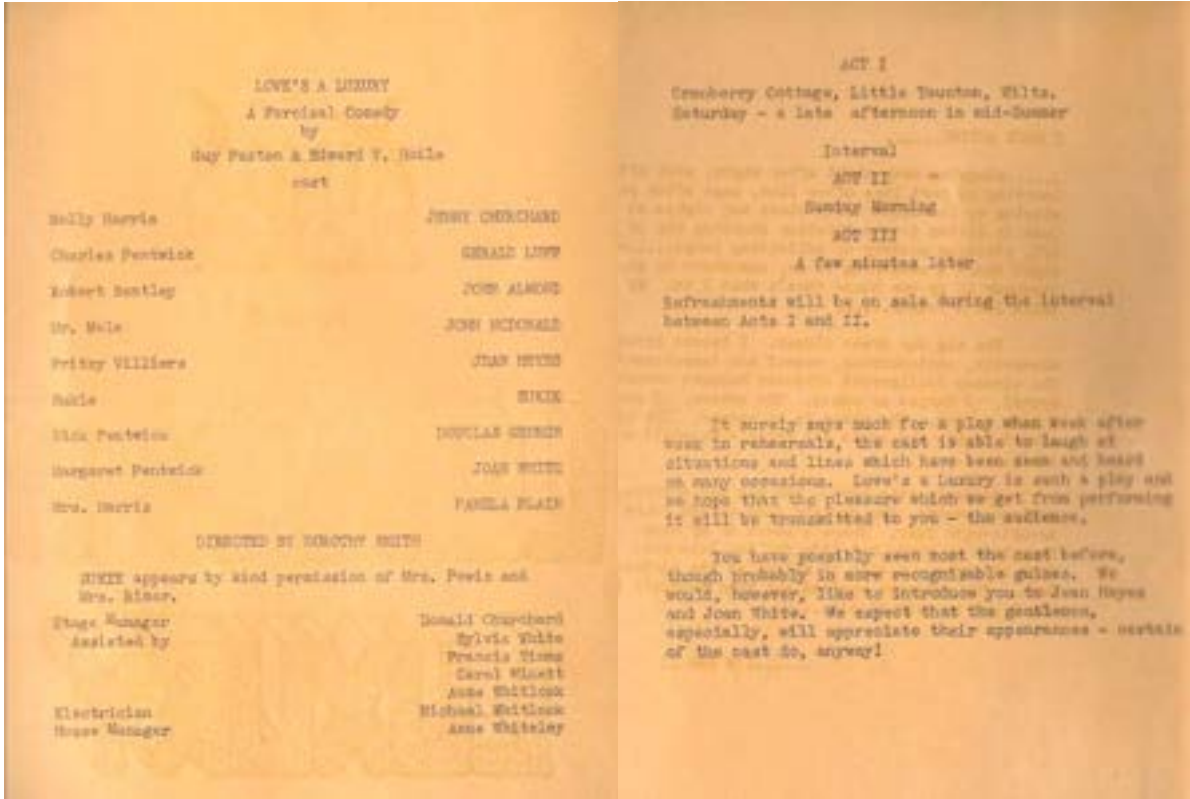 LOVE'S A LUXURY
A Farcical Comedy
by
Guy Paxton & Edward V. Hoile
cast
Molly Harris JENNY CHURCHARD
Charles Pentwick GERALD LUFF
Robert Bentley JOHN ALMOND
Mr. Mole JOHN MCDONALD
Fritzy Villiers JEAN HEYES
Sukie SUKIE
Dick Pentwick DOUGLAS
Margaret Pentwick JOAN WHITE
Mrs. Harris PAMELA BLAIR
DIRECTED BY DOROTHY SMITH
SUKIE appears by kind permission of Mrs. Powis and
Mrs.
Stage Manager Donald Churchard
Assisted by Sylvia White
Francis Timms
Carol
Anne Whitlock
Electrician Michael Whitlock
House Manager Anne Whiteley
ACT I
Cranberry Cottage, Little Taunton, Wilts.
Saturday - a late afternoon in mid-Summer
Interval
ACT II
Sunday Morning
ACT III
A few minutes later
Refreshments will be on sale during the interval
between Acts I and II.
It surely says much for a play when week after
week in rehearsals, the cast is able to laugh at
situations and lines which have been seen and heard
on many occasions. Love's a Luxury is such a play and
we hope that the pleasure which we get from performing
it will be transmitted to you - the audience.
You have possibly seen most the cast before,
though probably in more recognisable guises. We
would, however, like to introduce you to Jean Heyes
and Joan White. We expect that the gentlemen,
especially, will appreciate their appearances - certain
of the cast do, anyway!